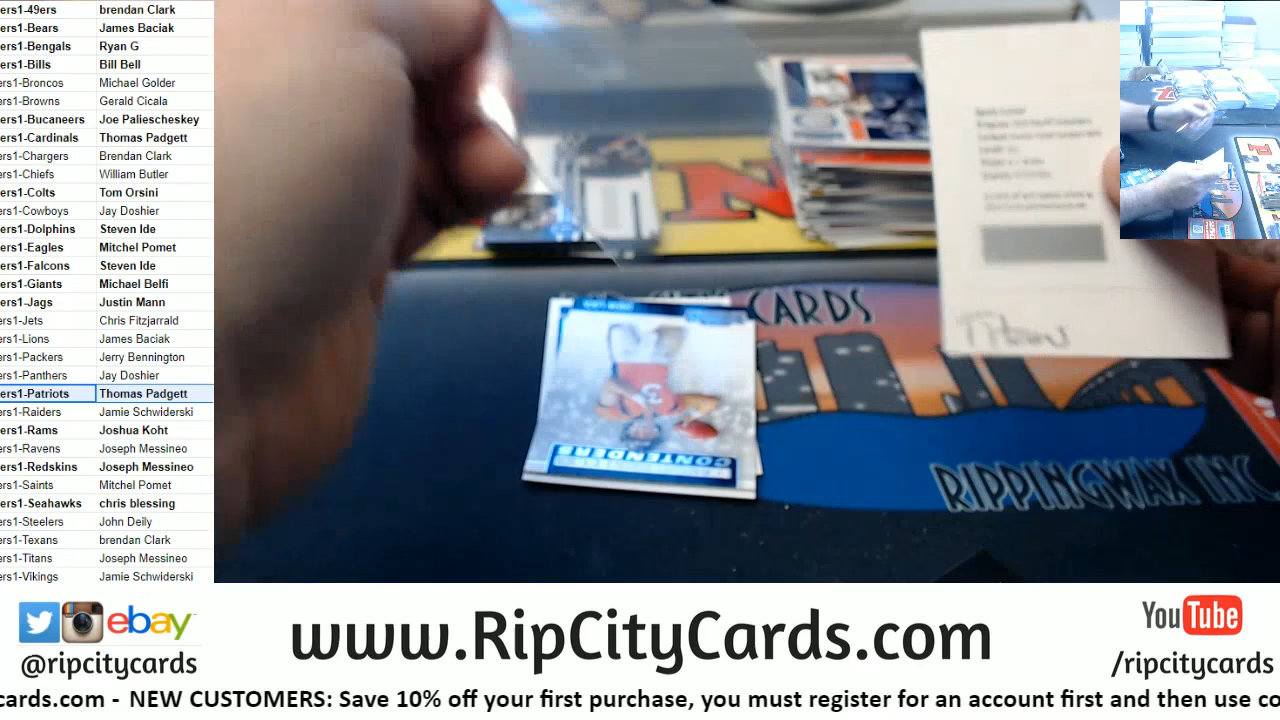 ers1-49ers brendan Clark
ers1-Bears James Baciak
ers1-Bengals Ryan G
ers1-Bills Bill Bell
ers1-Broncos Michael Golder
ers1-Browns Gerald Cicala
ers1-Bucaneers Joe Paliescheskey
ers1-Cardinals Thomas Padgett
ers1-Chargers Brendan Clark
ers1-Chiefs William Butler
ers1-Colts Tom Orsini
ers1-Cowboys Jay Doshier
ers1-Dolphins Steven Ide
ers1-Eagles Mitchel Pomet
ers1-Falcons Steven Ide
ers1-Giants Michael Belfi
ers1-Jags Justin Mann
ers1-Jets Chris Fitzjarrald
ers1-Lions James Baciak
ers1-Packers Jerry Bennington
ers1-Panthers Jay Doshier
ers1-Patriots Thomas Padgett
ers1-Raiders Jamie Schwiderski
ers1-Rams Joshua Koht
ers1-Ravens Joseph Messineo
ers1-Redskins Joseph Messineo
ers1-Saints Mitchel Pomet
ers1-Seahawks chris blessing
ers1-Steelers John Deily
ers1-Texans brendan Clark
ers1-Titans Joseph Messineo
ers1-Vikings Jamie Schwiderski
CARDS
CONTENDERS
RIPPINGWAX INC
ebay
@ripcitycards
www.RipCityCards.com
YouTube
/ripcitycards
cards.com - NEW CUSTOMERS: Save 10% off your first purchase, you must register for an account first and then use co